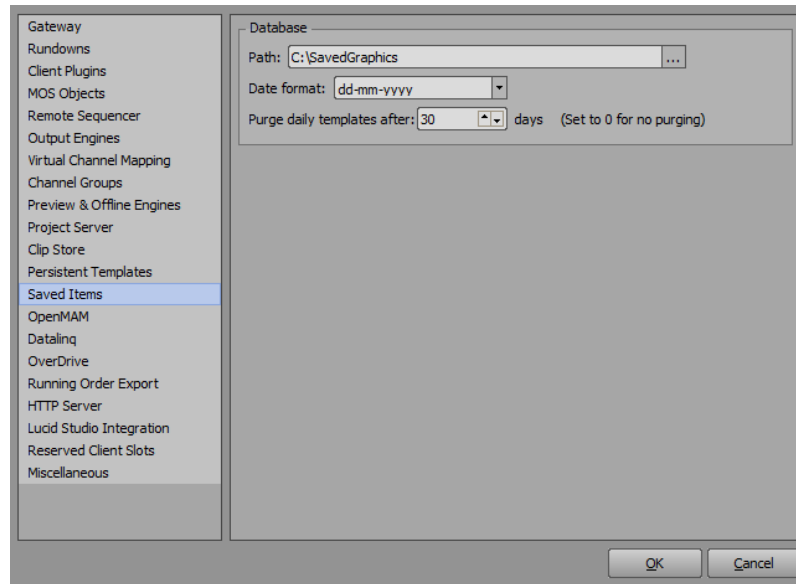 Gateway
Rundowns
Client Plugins
MOS Objects
Remote Sequencer
Output Engines
Virtual Channel Mapping
Channel Groups
Preview & Offline Engines
Project Server
Clip Store
Persistent Templates
Saved Items
OpenMAM
Datalinq
OverDrive
Running Order Export
HTTP Server
Lucid Studio Integration
Reserved Client Slots
Miscellaneous
Database
Path: C:\SavedGraphics ...
Date format: dd-mm-yyyy
Purge daily templates after: 30 days (Set to 0 for no purging)
OK Cancel